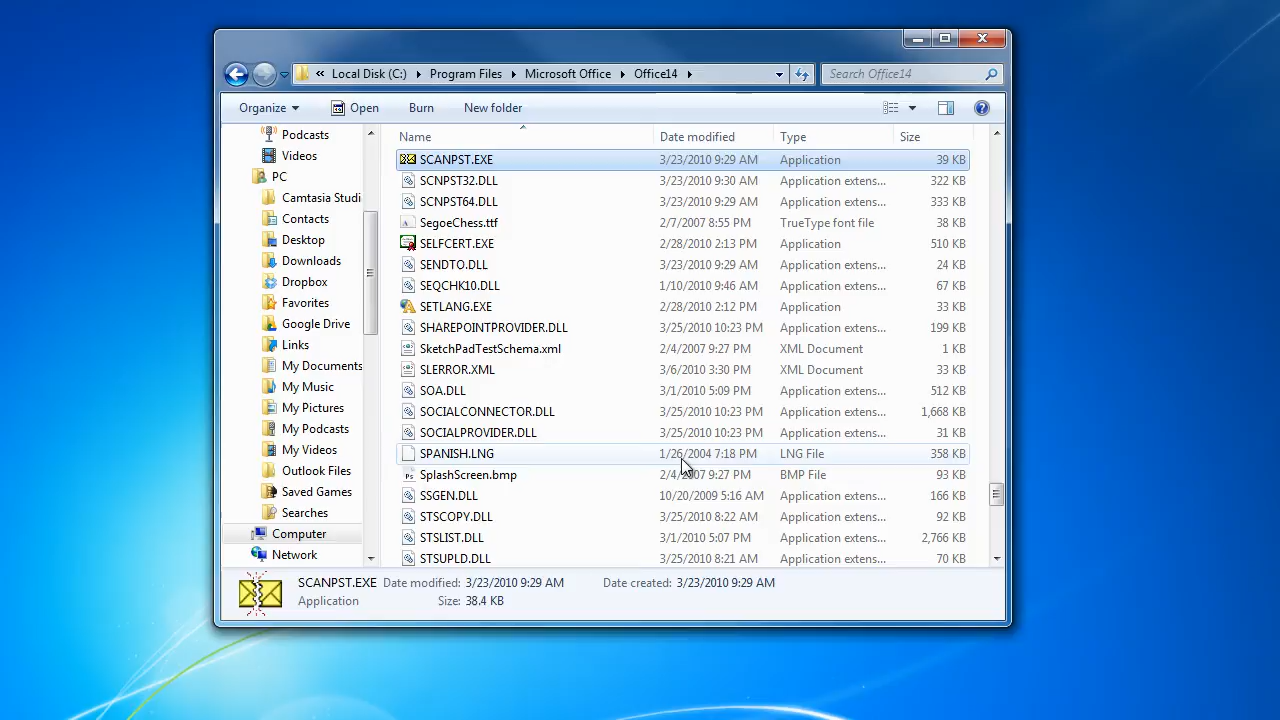 « Local Disk (C:) Program Files Microsoft Office Office14 Search Office14
Organize Open Burn New folder
Podcasts
Videos
PC
Camtasia Studi
Contacts
Desktop
Downloads
Dropbox
Favorites
Google Drive
Links
My Documents
My Music
My Pictures
My Podcasts
My Videos
Outlook Files
Saved Games
Searches
Computer
Network
Name Date modified Type Size
SCANPST.EXE 3/23/2010 9:29 AM Application 39 KB
SCNPST32.DLL 3/23/2010 9:30 AM Application extens... 322 KB
SCNPST64.DLL 3/23/2010 9:29 AM Application extens... 333 KB
SegoeChess.ttf 2/7/2007 8:55 PM TrueType font file 38 KB
SELFCERT.EXE 2/28/2010 2:13 PM Application 510 KB
SENDTO.DLL 3/23/2010 9:29 AM Application extens... 24 KB
SEQCHK10.DLL 1/10/2010 9:46 AM Application extens... 67 KB
SETLANG.EXE 2/28/2010 2:12 PM Application 33 KB
SHAREPOINTPROVIDER.DLL 3/25/2010 10:23 PM Application extens... 199 KB
SketchPadTestSchema.xml 2/4/2007 9:27 PM XML Document 1 KB
SLERROR.XML 3/6/2010 3:30 PM XML Document 33 KB
SOA.DLL 3/1/2010 5:09 PM Application extens... 512 KB
SOCIALCONNECTOR.DLL 3/25/2010 10:23 PM Application extens... 1,668 KB
SOCIALPROVIDER.DLL 3/25/2010 10:23 PM Application extens... 31 KB
SPANISH.LNG 1/26/2004 7:18 PM LNG File 358 KB
SplashScreen.bmp 2/4/2007 9:27 PM BMP File 93 KB
SSGEN.DLL 10/20/2009 5:16 AM Application extens... 166 KB
STSCOPY.DLL 3/25/2010 8:22 AM Application extens... 92 KB
STSLIST.DLL 3/1/2010 5:07 PM Application extens... 2,766 KB
STSUPLD.DLL 3/25/2010 8:21 AM Application extens... 70 KB
SCANPST.EXE Date modified: 3/23/2010 9:29 AM Date created: 3/23/2010 9:29 AM
Application Size: 38.4 KB